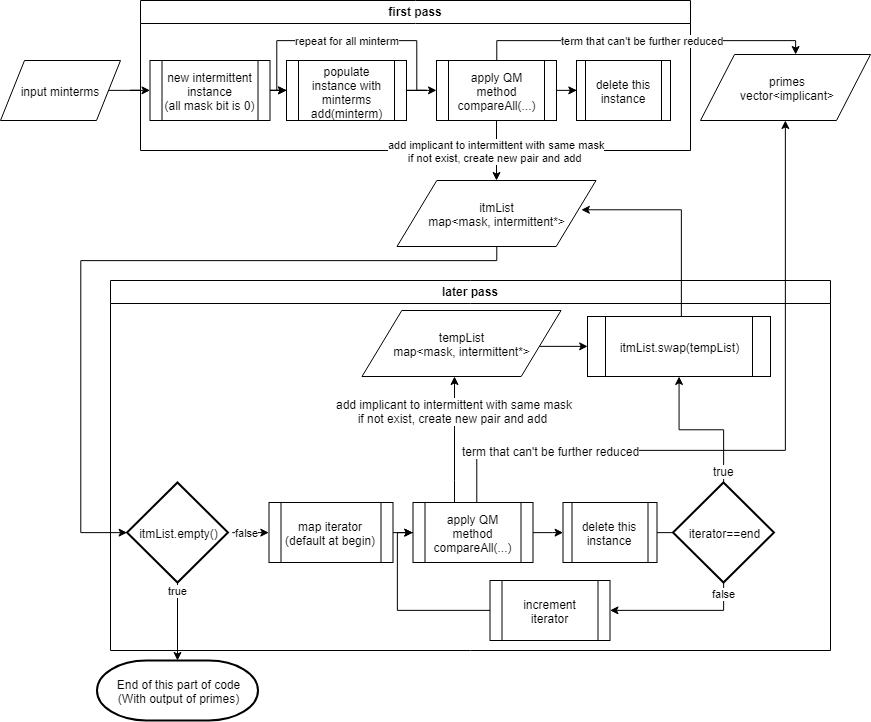 first pass
repeat for all minterm
term that can't be further reduced
input minterms
new intermittent
instance
(all mask bit is 0)
populate
instance with
minterms
add(minterm)
apply QM
method
compareAll(...)
delete this
instance
primes
vector<implicant>
add implicant to intermittent with same mask
if not exist, create new pair and add
itmList
map<mask, intermittent*>
later pass
tempList
map<mask, intermittent*>
itmList.swap(tempList)
add implicant to intermittent with same mask
if not exist, create new pair and add
term that can't be further reduced
true
itmList.empty()
false
map iterator
(default at begin)
apply QM
method
compareAll(...)
delete this
instance
iterator==end
true
false
increment
iterator
End of this part of code
(With output of primes)